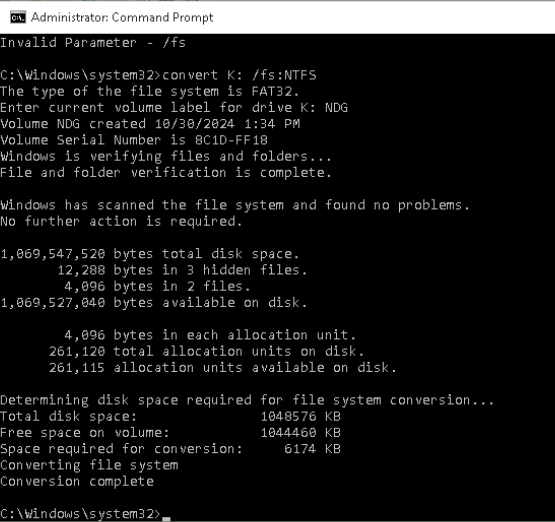 Administrator: Command Prompt
Invalid Parameter - /fs
C:\Windows\system32>convert K: /fs:NTFS
The type of the file system is FAT32.
Enter current volume label for drive K: NDG
Volume NDG created 10/30/2024 1:34 PM
Volume Serial Number is 8C1D-FF18
Windows is verifying files and folders...
File and folder verification is complete.
Windows has scanned the file system and found no problems.
No further action is required.
1,069,547,520 bytes total disk space.
12,288 bytes in 3 hidden files.
4,096 bytes in 2 files.
1,069,527,040 bytes available on disk.
4,096 bytes in each allocation unit.
261,120 total allocation units on disk.
261,115 allocation units available on disk.
Determining disk space required for file system conversion...
Total disk space: 1048576 KB
Free space on volume: 1044460 KB
Space required for conversion: 6174 KB
Converting file system
Conversion complete
C:\Windows\system32>_